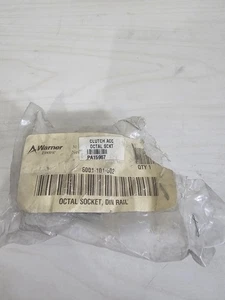 CLUTCH ACC
OCTAL SCKT
Warner
PA15907
QTY 1
OCTAL SOCKET, DIN RAIL